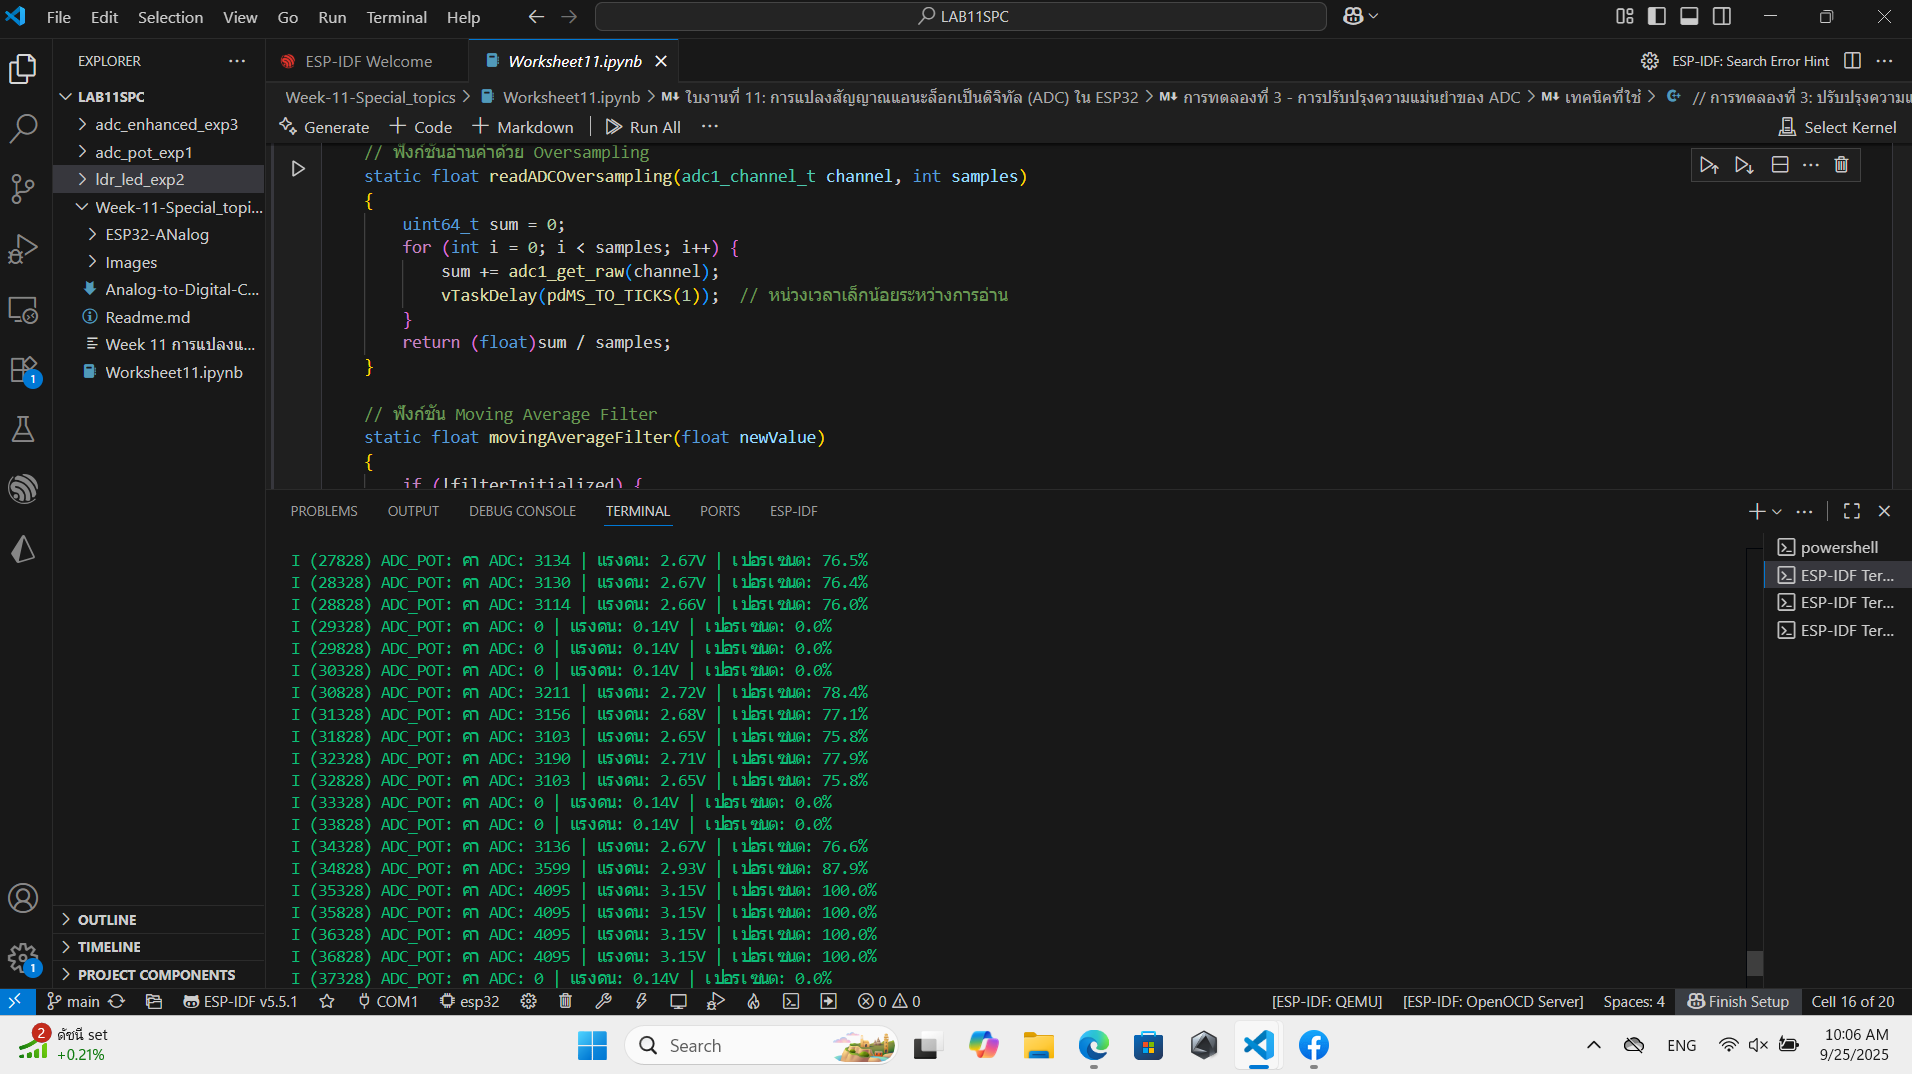 File Edit Selection View Go Run Terminal Help
LAB11SPC
EXPLORER
LAB11SPC
adc_enhanced_exp3
adc_pot_exp1
ldr_led_exp2
Week-11-Special_topi...
ESP32-ANalog
Images
Analog-to-Digital-C...
Readme.md
Week 11 การแปลงแ...
Worksheet11.ipynb
OUTLINE
TIMELINE
PROJECT COMPONENTS
ESP-IDF Welcome
Worksheet11.ipynb
ESP-IDF: Search Error Hint
Week-11-Special_topics > Worksheet11.ipynb > M↓ ใบงานที่ 11: การแปลงสัญญาณแอนะล็อกเป็นดิจิทัล (ADC) ใน ESP32 > M↓ การทดลองที่ 3 - การปรับปรุงความแม่นยำของ ADC > M↓ เทคนิคที่ใช้ > // การทดลองที่ 3: ปรับปรุงความแ
Generate + Code + Markdown Run All ...
Select Kernel
// ฟังก์ชันอ่านค่าด้วย Oversampling
static float readADCOversampling(adc1_channel_t channel, int samples)
{
uint64_t sum = 0;
for (int i = 0; i < samples; i++) {
sum += adc1_get_raw(channel);
vTaskDelay(pdMS_TO_TICKS(1)); // หน่วงเวลาเล็กน้อยระหว่างการอ่าน
}
return (float)sum / samples;
}
// ฟังก์ชัน Moving Average Filter
static float movingAverageFilter(float newValue)
{
if (!filterInitialized) {
PROBLEMS OUTPUT DEBUG CONSOLE TERMINAL PORTS ESP-IDF
I (27828) ADC_POT: ค่า ADC: 3134 | แรงดัน: 2.67V | เปอร์เซ็นต์: 76.5%
I (28328) ADC_POT: ค่า ADC: 3130 | แรงดัน: 2.67V | เปอร์เซ็นต์: 76.4%
I (28828) ADC_POT: ค่า ADC: 3114 | แรงดัน: 2.66V | เปอร์เซ็นต์: 76.0%
I (29328) ADC_POT: ค่า ADC: 0 | แรงดัน: 0.14V | เปอร์เซ็นต์: 0.0%
I (29828) ADC_POT: ค่า ADC: 0 | แรงดัน: 0.14V | เปอร์เซ็นต์: 0.0%
I (30328) ADC_POT: ค่า ADC: 0 | แรงดัน: 0.14V | เปอร์เซ็นต์: 0.0%
I (30828) ADC_POT: ค่า ADC: 3211 | แรงดัน: 2.72V | เปอร์เซ็นต์: 78.4%
I (31328) ADC_POT: ค่า ADC: 3156 | แรงดัน: 2.68V | เปอร์เซ็นต์: 77.1%
I (31828) ADC_POT: ค่า ADC: 3103 | แรงดัน: 2.65V | เปอร์เซ็นต์: 75.8%
I (32328) ADC_POT: ค่า ADC: 3190 | แรงดัน: 2.71V | เปอร์เซ็นต์: 77.9%
I (32828) ADC_POT: ค่า ADC: 3103 | แรงดัน: 2.65V | เปอร์เซ็นต์: 75.8%
I (33328) ADC_POT: ค่า ADC: 0 | แรงดัน: 0.14V | เปอร์เซ็นต์: 0.0%
I (33828) ADC_POT: ค่า ADC: 0 | แรงดัน: 0.14V | เปอร์เซ็นต์: 0.0%
I (34328) ADC_POT: ค่า ADC: 3136 | แรงดัน: 2.67V | เปอร์เซ็นต์: 76.6%
I (34828) ADC_POT: ค่า ADC: 3599 | แรงดัน: 2.93V | เปอร์เซ็นต์: 87.9%
I (35328) ADC_POT: ค่า ADC: 4095 | แรงดัน: 3.15V | เปอร์เซ็นต์: 100.0%
I (35828) ADC_POT: ค่า ADC: 4095 | แรงดัน: 3.15V | เปอร์เซ็นต์: 100.0%
I (36328) ADC_POT: ค่า ADC: 4095 | แรงดัน: 3.15V | เปอร์เซ็นต์: 100.0%
I (36828) ADC_POT: ค่า ADC: 4095 | แรงดัน: 3.15V | เปอร์เซ็นต์: 100.0%
I (37328) ADC_POT: ค่า ADC: 0 | แรงดัน: 0.14V | เปอร์เซ็นต์: 0.0%
powershell
ESP-IDF Ter...
ESP-IDF Ter...
ESP-IDF Ter...
1
1
main ESP-IDF v5.5.1 COM1 esp32 0 0 [ESP-IDF: QEMU] [ESP-IDF: OpenOCD Server] Spaces: 4 Finish Setup Cell 16 of 20
2
ดัชนี set
+0.21%
Search
ENG
10:06 AM
9/25/2025